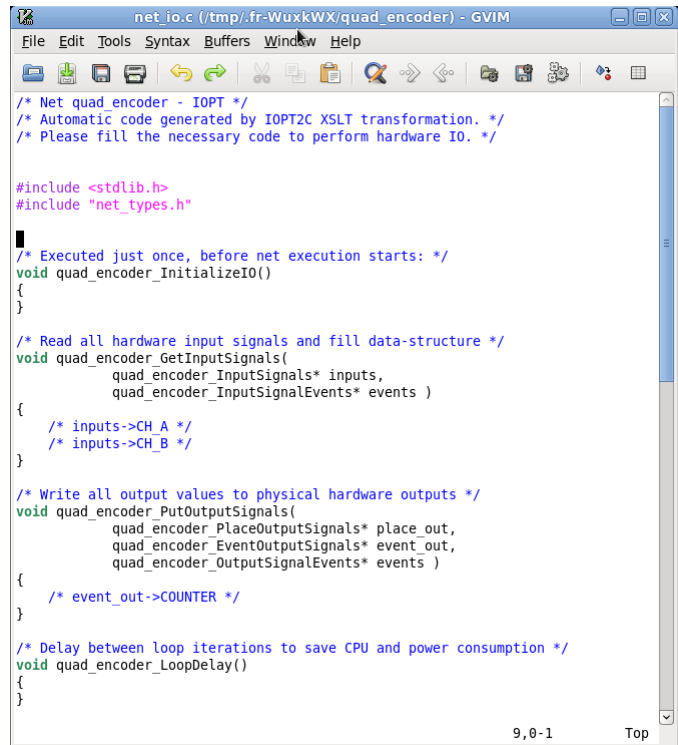 net_io.c (/tmp/.fr-WuxkWX/quad_encoder) - GVIM
File Edit Tools Syntax Buffers Window Help
/* Net quad_encoder - IOPT */
/* Automatic code generated by IOPT2C XSLT transformation. */
/* Please fill the necessary code to perform hardware IO. */
#include <stdlib.h>
#include "net_types.h"
/* Executed just once, before net execution starts: */
void quad_encoder_InitializeIO()
{
}
/* Read all hardware input signals and fill data-structure */
void quad_encoder_GetInputSignals(
            quad_encoder_InputSignals* inputs,
            quad_encoder_InputSignalEvents* events )
{
    /* inputs->CH_A */
    /* inputs->CH_B */
}
/* Write all output values to physical hardware outputs */
void quad_encoder_PutOutputSignals(
            quad_encoder_PlaceOutputSignals* place_out,
            quad_encoder_EventOutputSignals* event_out,
            quad_encoder_OutputSignalEvents* events )
{
    /* event_out->COUNTER */
}
/* Delay between loop iterations to save CPU and power consumption */
void quad_encoder_LoopDelay()
{
}
9,0-1 Top